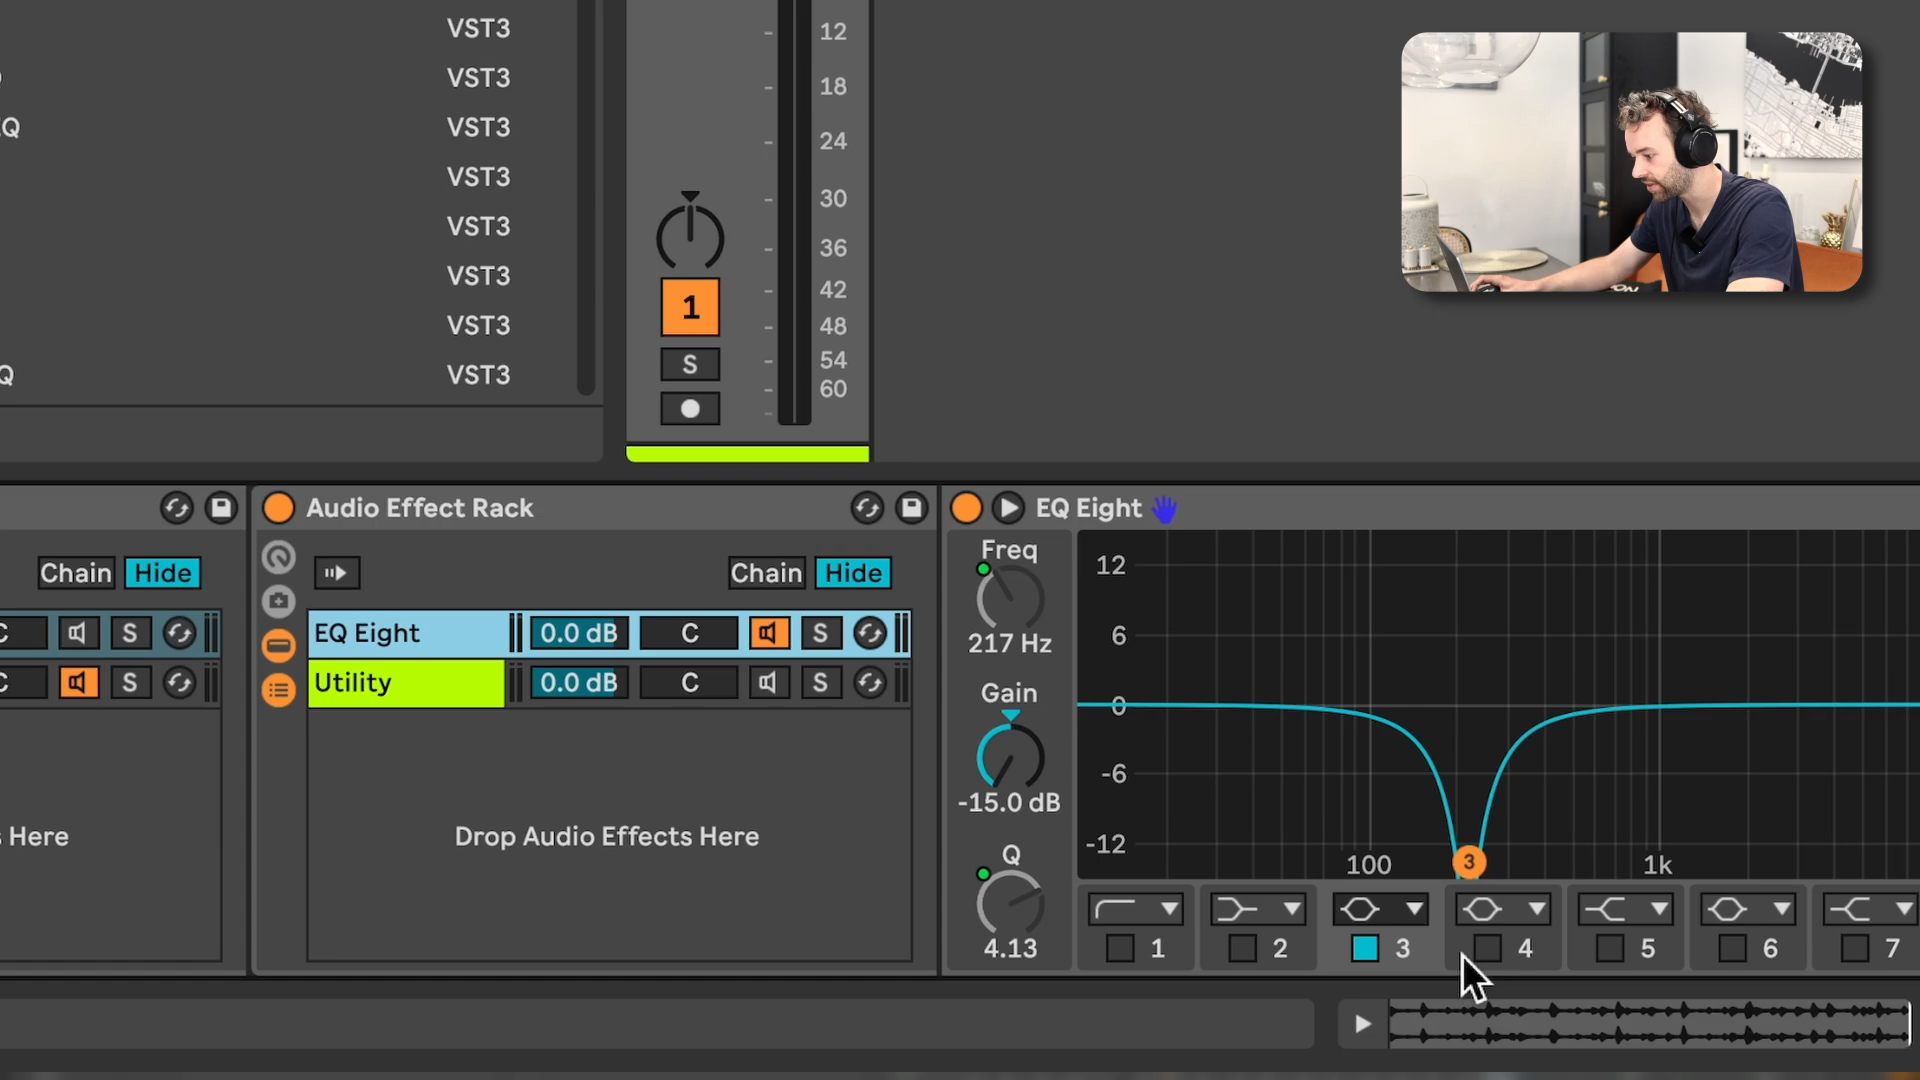 VST3
VST3
Q VST3
VST3
VST3
VST3
VST3
Q VST3
12
18
24
30
36
42
48
54
60
1
S
Chain Hide
C S
C S
s Here
Audio Effect Rack
Chain Hide
EQ Eight 0.0 dB C S
Utility 0.0 dB C S
Drop Audio Effects Here
EQ Eight
Freq
217 Hz
Gain
-15.0 dB
Q
4.13
12
6
0
-6
-12
100 1k
3
1 2 3 4 5 6 7